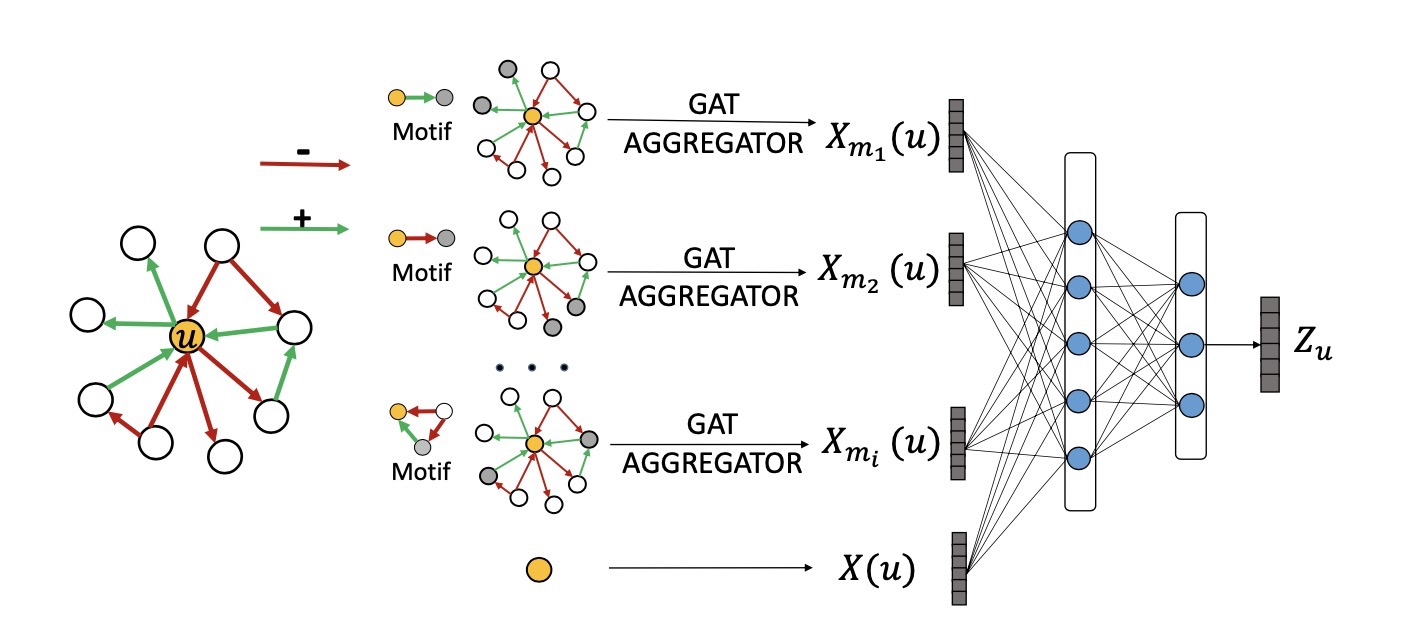 -
+
u
Motif
GAT
AGGREGATOR
X_{m_1}(u)
Motif
GAT
AGGREGATOR
X_{m_2}(u)
. . .
Motif
GAT
AGGREGATOR
X_{m_i}(u)
X(u)
Z_u